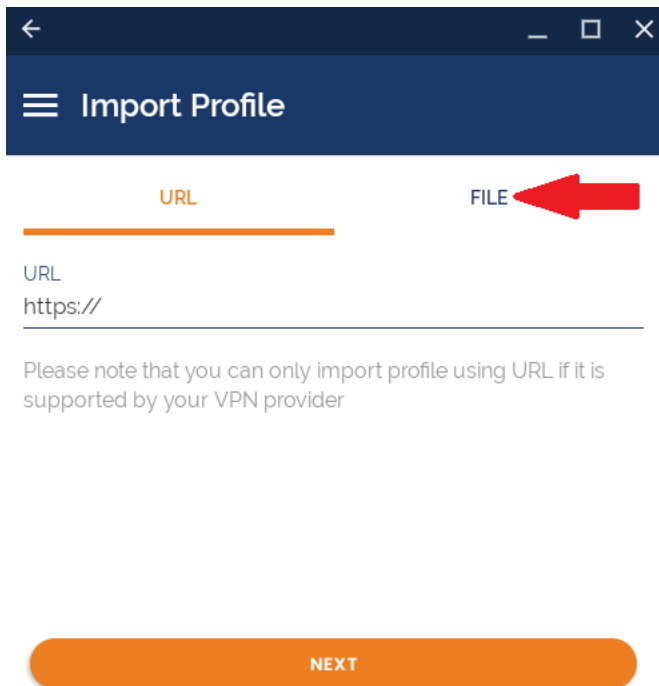 Import Profile
URL FILE
URL
https://
Please note that you can only import profile using URL if it is
supported by your VPN provider
NEXT